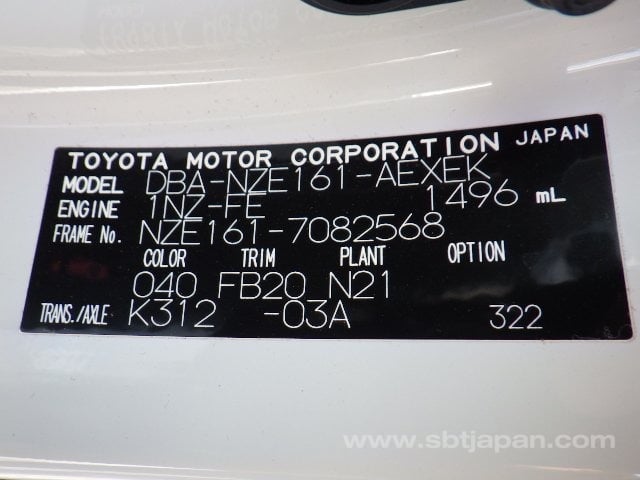 TOYOTA MOTOR CORPORATION JAPAN
MODEL DBA-NZE161-AEXEK
ENGINE 1NZ-FE 1496 mL
FRAME No. NZE161-7082568
COLOR TRIM PLANT OPTION
040 FB20 N21
TRANS./AXLE K312 -03A 322
www.sbtjapan.com